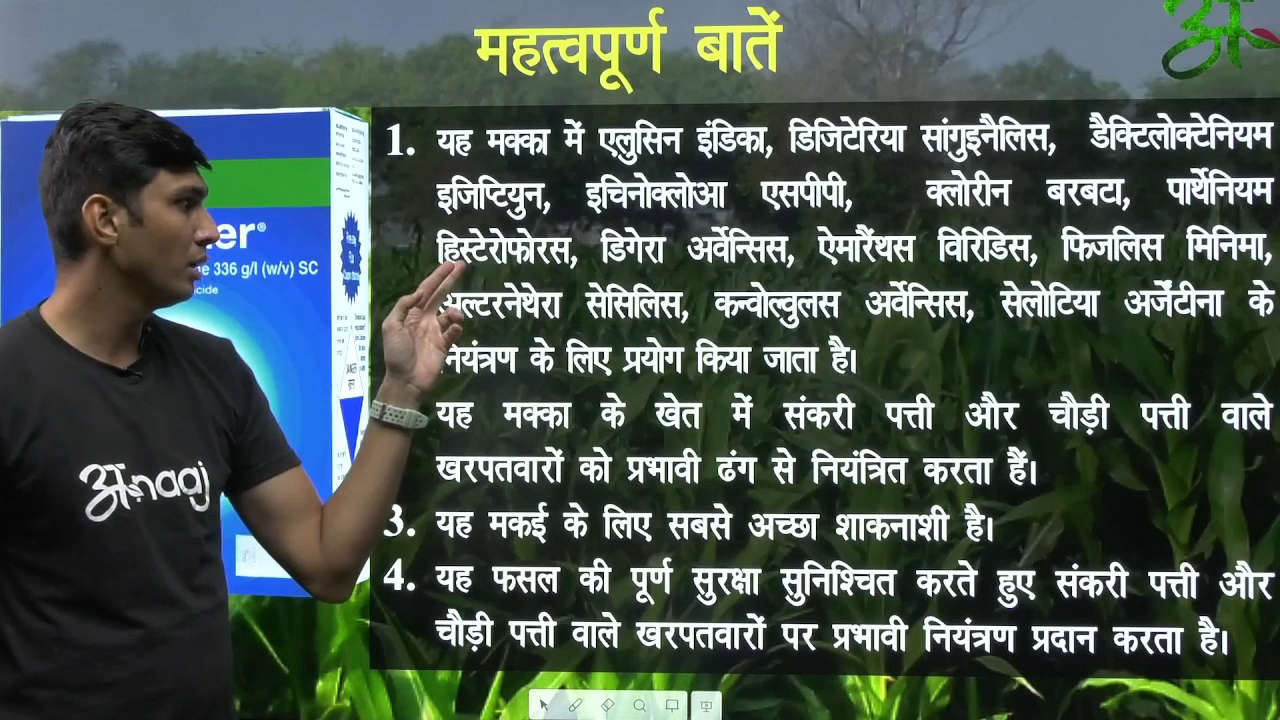 महत्वपूर्ण बातें
1. यह मक्का में एलुसिन इंडिका, डिजिटेरिया सांगुइनैलिस, डैक्टिलोक्टेनियम
इजिप्टियुन, इचिनोक्लोआ एसपीपी, क्लोरीन बरबटा, पार्थेनियम
हिस्टेरोफोरस, डिगेरा अर्वेन्सिस, ऐमारैंथस विरिडिस, फिजलिस मिनिमा,
सेसिलिस, कन्वोल्वुलस अर्वेन्सिस, सेलोटिया अर्जेंटीना के
नियंत्रण के लिए प्रयोग किया जाता है।
यह मक्का के खेत में संकरी पत्ती और चौड़ी पत्ती वाले
खरपतवारों को प्रभावी ढंग से नियंत्रित करता हैं।
3. यह मकई के लिए सबसे अच्छा शाकनाशी है।
4. यह फसल की पूर्ण सुरक्षा सुनिश्चित करते हुए संकरी पत्ती और
चौड़ी पत्ती वाले खरपतवारों पर प्रभावी नियंत्रण प्रदान करता है।
er®
e 336 g/l (w/v) SC
icide
अnaaj
अ